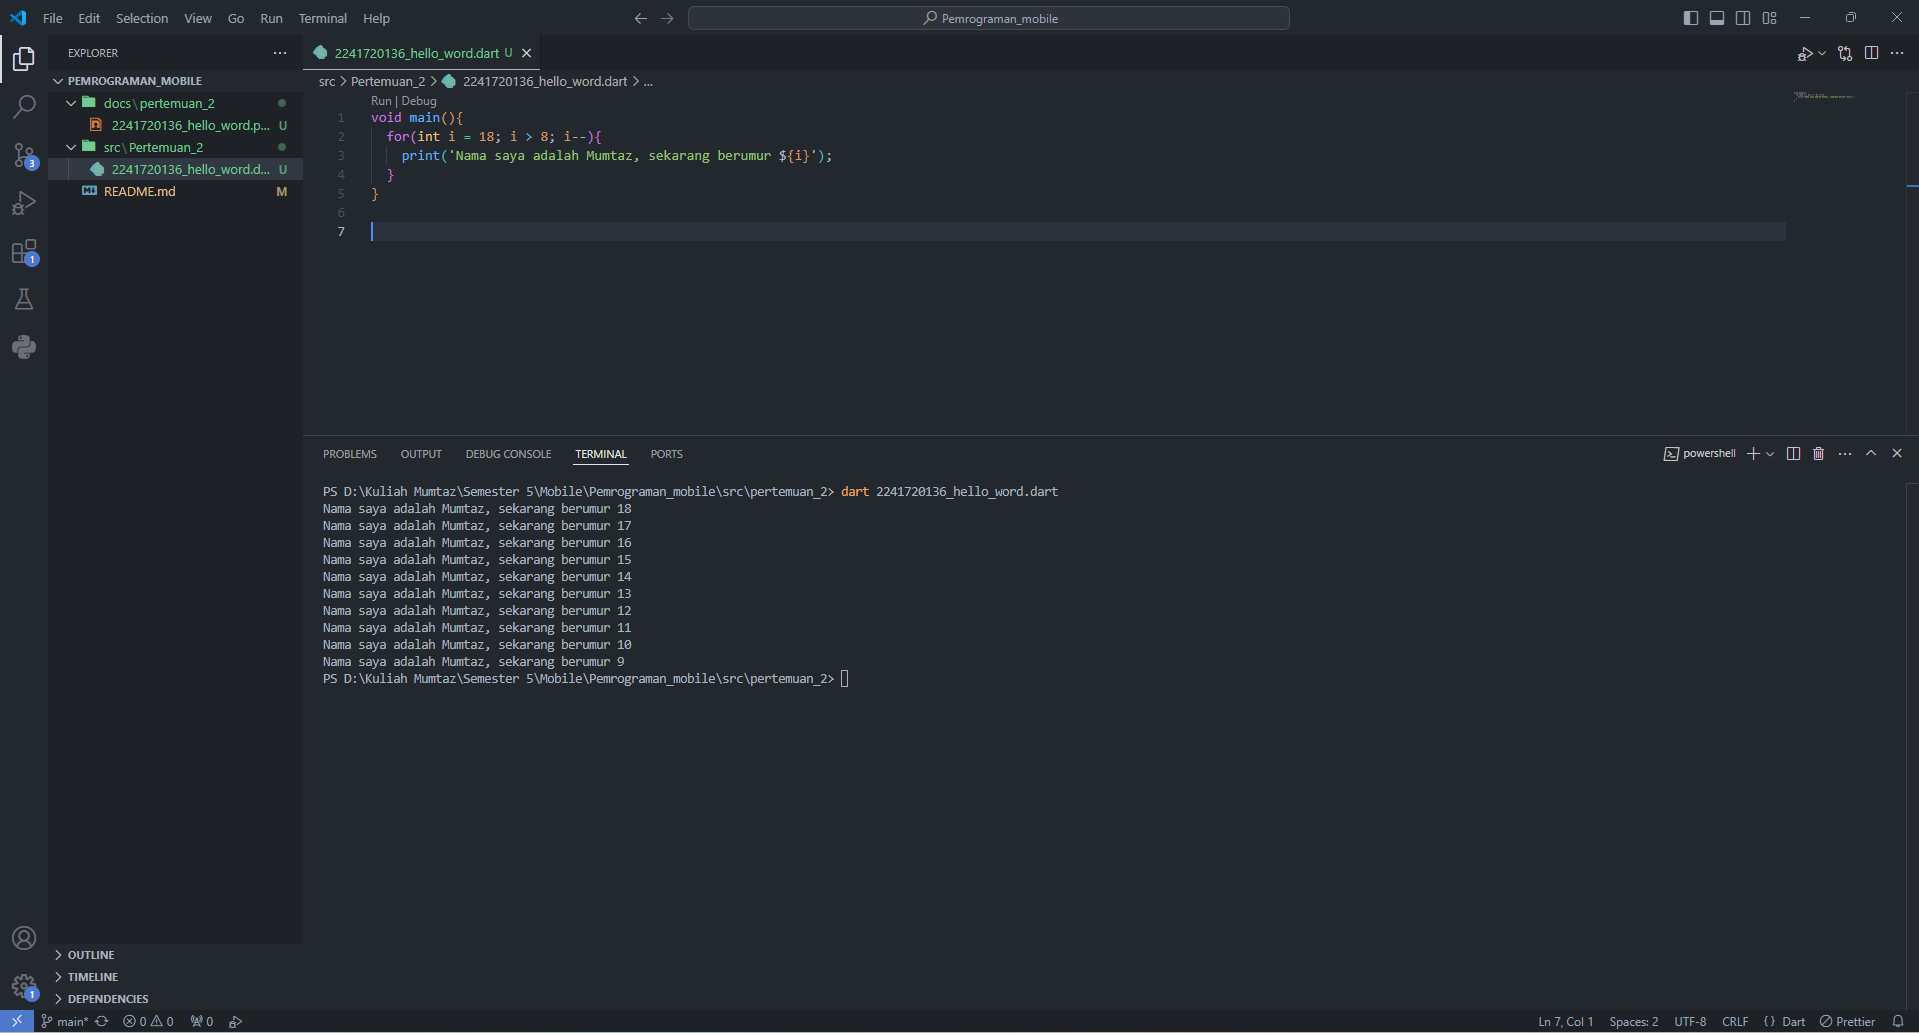 File Edit Selection View Go Run Terminal Help
Pemrograman_mobile
EXPLORER
PEMROGRAMAN_MOBILE
docs\pertemuan_2
2241720136_hello_word.p... U
src\Pertemuan_2
2241720136_hello_word.d... U
README.md M
OUTLINE
TIMELINE
DEPENDENCIES
3
1
1
2241720136_hello_word.dart U
src > Pertemuan_2 > 2241720136_hello_word.dart > ...
Run | Debug
1 void main(){
2 for(int i = 18; i > 8; i--){
3 print('Nama saya adalah Mumtaz, sekarang berumur ${i}');
4 }
5 }
6
7
PROBLEMS OUTPUT DEBUG CONSOLE TERMINAL PORTS
powershell
PS D:\Kuliah Mumtaz\Semester 5\Mobile\Pemrograman_mobile\src\pertemuan_2> dart 2241720136_hello_word.dart
Nama saya adalah Mumtaz, sekarang berumur 18
Nama saya adalah Mumtaz, sekarang berumur 17
Nama saya adalah Mumtaz, sekarang berumur 16
Nama saya adalah Mumtaz, sekarang berumur 15
Nama saya adalah Mumtaz, sekarang berumur 14
Nama saya adalah Mumtaz, sekarang berumur 13
Nama saya adalah Mumtaz, sekarang berumur 12
Nama saya adalah Mumtaz, sekarang berumur 11
Nama saya adalah Mumtaz, sekarang berumur 10
Nama saya adalah Mumtaz, sekarang berumur 9
PS D:\Kuliah Mumtaz\Semester 5\Mobile\Pemrograman_mobile\src\pertemuan_2>
main* 0 0 0
Ln 7, Col 1 Spaces: 2 UTF-8 CRLF {} Dart Prettier